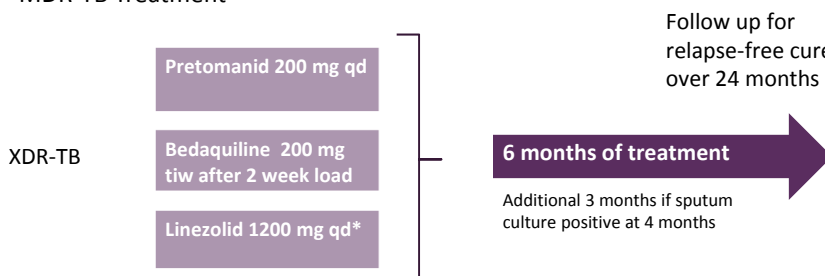 MDR-TB Treatment
Follow up for
relapse-free cure
over 24 months
Pretomanid 200 mg qd
XDR-TB
Bedaquiline 200 mg
tiw after 2 week load
6 months of treatment
Additional 3 months if sputum
culture positive at 4 months
Linezolid 1200 mg qd*